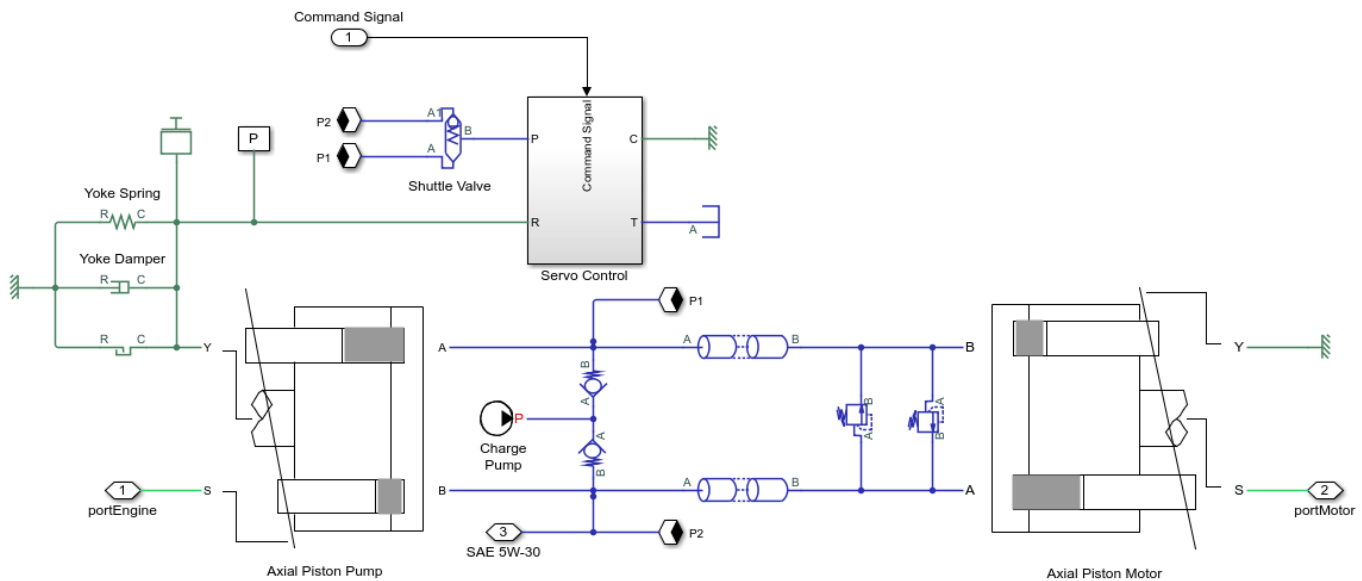 Command Signal
1
P2
A1
B
P1
A
Shuttle Valve
P
Command Signal
P
C
R
T
A
Servo Control
Yoke Spring
R C
Yoke Damper
R C
R C
Y
P1
A
A B
B
Y
B
A
B
A
B
A
P
Charge
Pump
A
B
A
B
1
portEngine
S
B
A B
A
S
2
portMotor
3
SAE 5W-30
P2
Axial Piston Pump
Axial Piston Motor